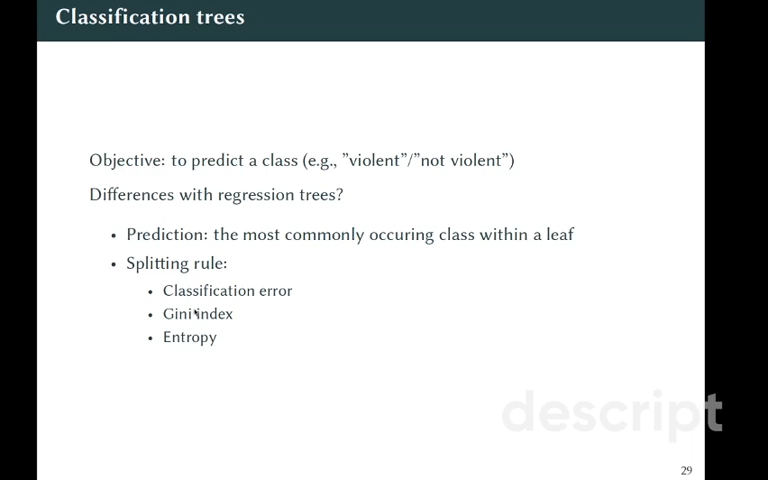 Classification trees
Objective: to predict a class (e.g., ”violent”/”not violent”)
Differences with regression trees?
• Prediction: the most commonly occuring class within a leaf
• Splitting rule:
• Classification error
• Gini index
• Entropy
descript
29